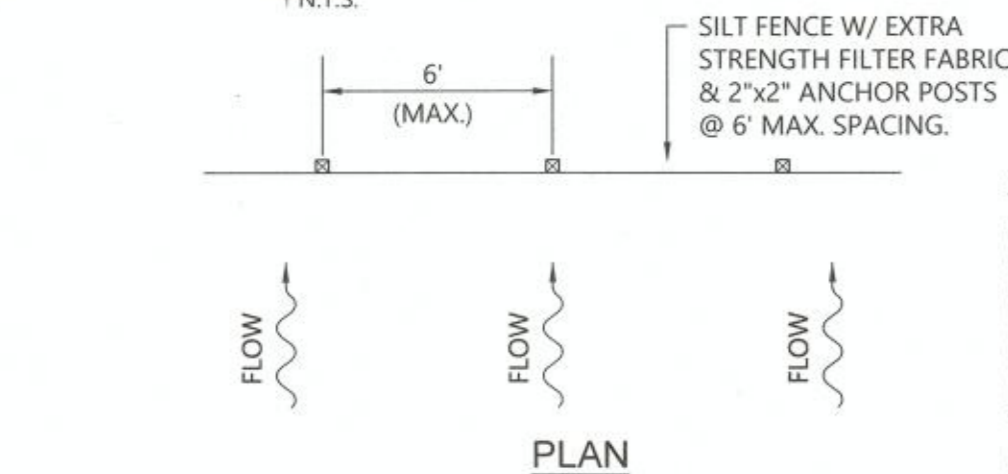 N.T.S.
SILT FENCE W/ EXTRA
STRENGTH FILTER FABRIC
& 2"x2" ANCHOR POSTS
@ 6' MAX. SPACING.
6'
(MAX.)
FLOW
FLOW
FLOW
PLAN